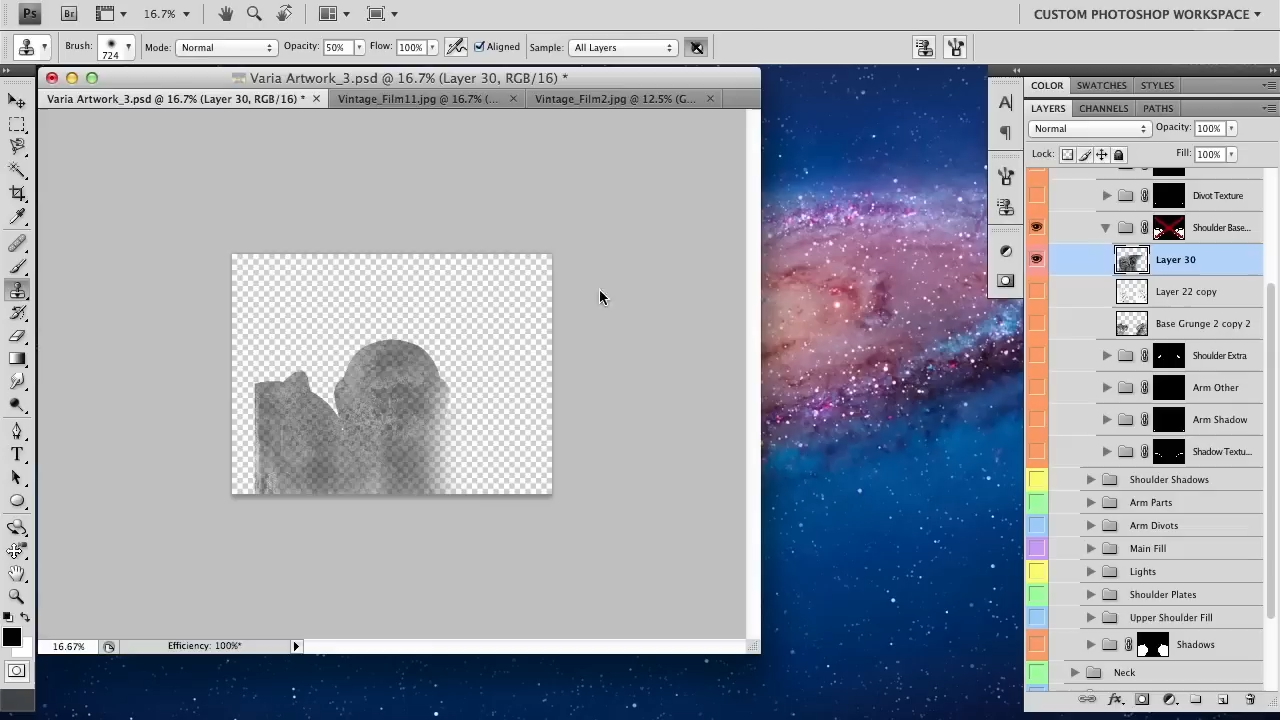 Ps Br 16.7% CUSTOM PHOTOSHOP WORKSPACE
Brush: 724 Mode: Normal Opacity: 50% Flow: 100% Aligned Sample: All Layers
Varia Artwork_3.psd @ 16.7% (Layer 30, RGB/16) *
Varia Artwork_3.psd @ 16.7% (Layer 30, RGB/16) * Vintage_Film11.jpg @ 16.7% (... Vintage_Film2.jpg @ 12.5% (G...
COLOR SWATCHES STYLES
LAYERS CHANNELS PATHS
Normal Opacity: 100%
Lock: Fill: 100%
Divot Texture
Shoulder Base...
Layer 30
Layer 22 copy
Base Grunge 2 copy 2
Shoulder Extra
Arm Other
Arm Shadow
Shadow Textu...
Shoulder Shadows
Arm Parts
Arm Divots
Main Fill
Lights
Shoulder Plates
Upper Shoulder Fill
Shadows
Neck
16.67% Efficiency: 100%*